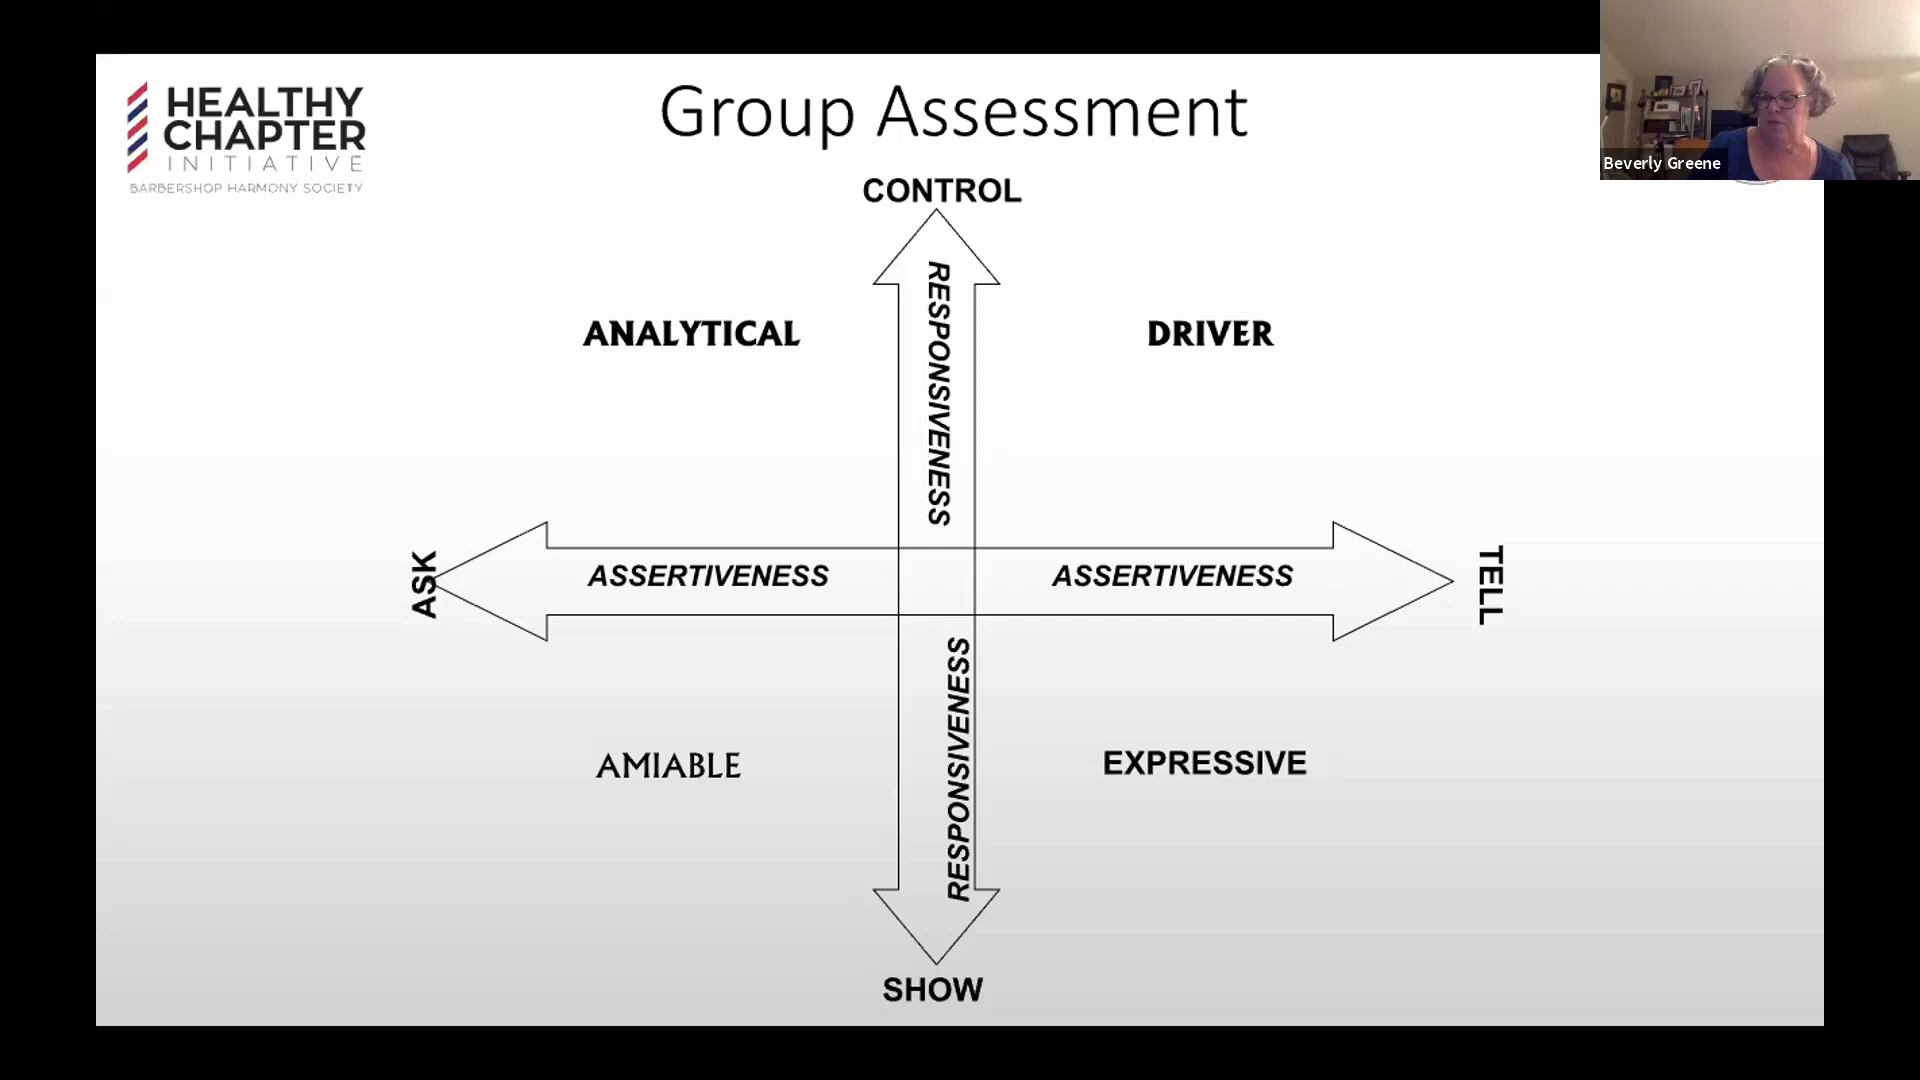 HEALTHY
CHAPTER
INITIATIVE
BARBERSHOP HARMONY SOCIETY
Group Assessment
Beverly Greene
CONTROL
RESPONSIVENESS
ANALYTICAL
DRIVER
ASK
ASSERTIVENESS
ASSERTIVENESS
TELL
RESPONSIVENESS
AMIABLE
EXPRESSIVE
SHOW